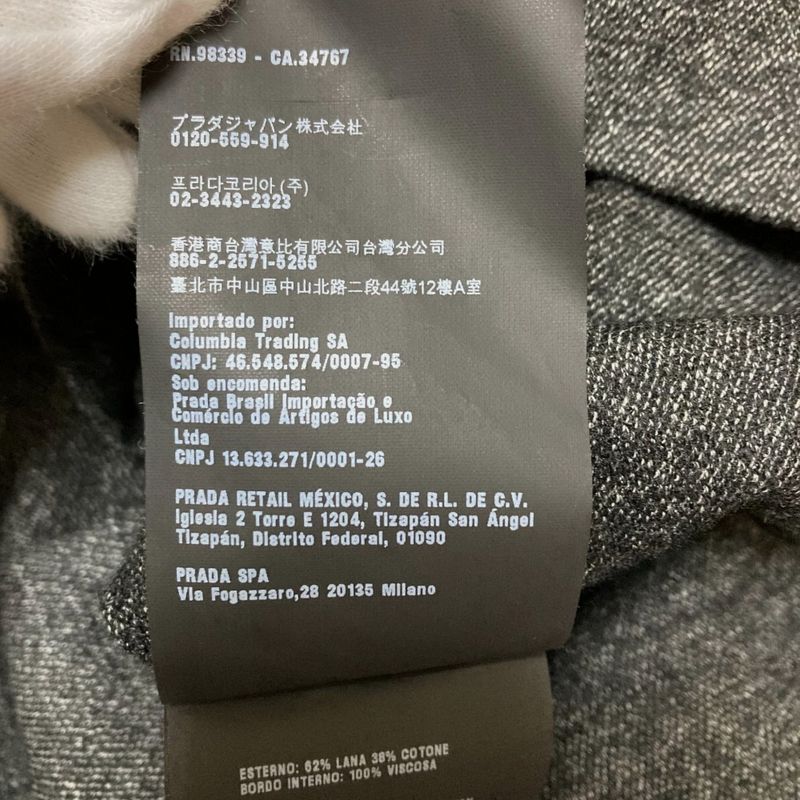 RN.98339 - CA.34767
プラダジャパン株式会社
0120-559-914
프라다코리아(주)
02-3443-2323
香港商台灣意比有限公司台灣分公司
886-2-2571-5255
臺北市中山區中山北路二段44號12樓A室
Importado por:
Columbia Trading SA
CNPJ: 46.548.574/0007-95
Sob encomenda:
Prada Brasil Importação e
Comércio de Artigos de Luxo
Ltda
CNPJ 13.633.271/0001-26
PRADA RETAIL MÉXICO, S. DE R.L. DE C.V.
Iglesia 2 Torre E 1204, Tizapán San Ángel
Tizapán, Distrito Federal, 01090
PRADA SPA
Via Fogazzaro,28 20135 Milano
ESTERNO: 62% LANA 38% COTONE
BORDO INTERNO: 100% VISCOSA